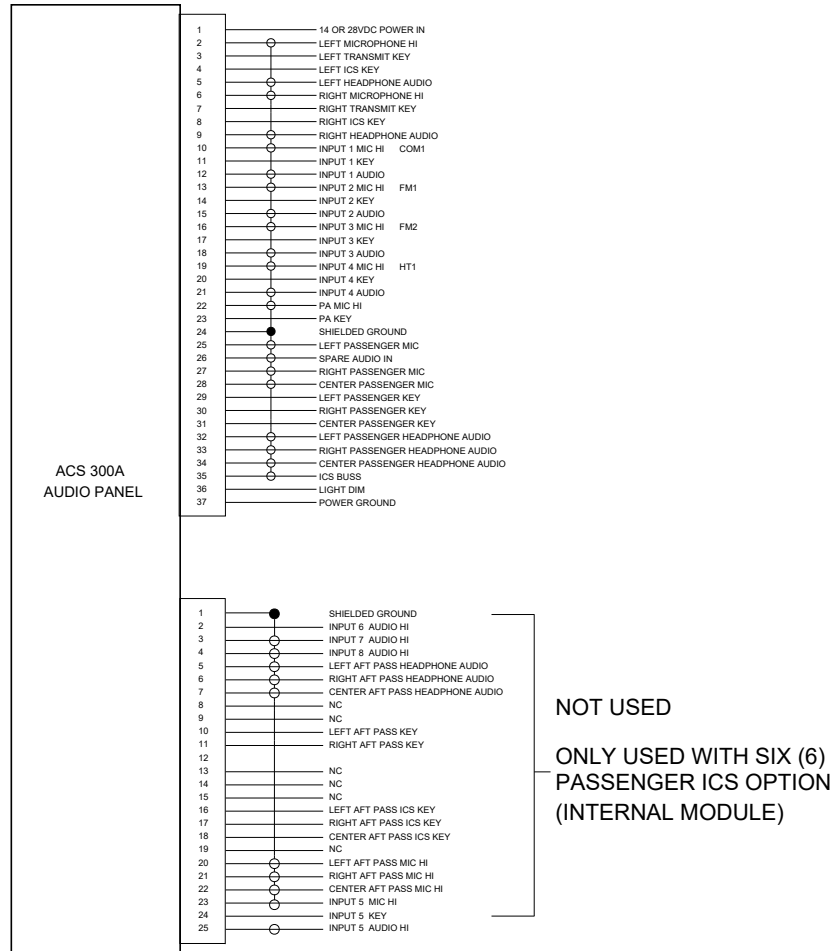 ACS 300A
AUDIO PANEL
1 14 OR 28VDC POWER IN
2 LEFT MICROPHONE HI
3 LEFT TRANSMIT KEY
4 LEFT ICS KEY
5 LEFT HEADPHONE AUDIO
6 RIGHT MICROPHONE HI
7 RIGHT TRANSMIT KEY
8 RIGHT ICS KEY
9 RIGHT HEADPHONE AUDIO
10 INPUT 1 MIC HI COM1
11 INPUT 1 KEY
12 INPUT 1 AUDIO
13 INPUT 2 MIC HI FM1
14 INPUT 2 KEY
15 INPUT 2 AUDIO
16 INPUT 3 MIC HI FM2
17 INPUT 3 KEY
18 INPUT 3 AUDIO
19 INPUT 4 MIC HI HT1
20 INPUT 4 KEY
21 INPUT 4 AUDIO
22 PA MIC HI
23 PA KEY
24 SHIELDED GROUND
25 LEFT PASSENGER MIC
26 SPARE AUDIO IN
27 RIGHT PASSENGER MIC
28 CENTER PASSENGER MIC
29 LEFT PASSENGER KEY
30 RIGHT PASSENGER KEY
31 CENTER PASSENGER KEY
32 LEFT PASSENGER HEADPHONE AUDIO
33 RIGHT PASSENGER HEADPHONE AUDIO
34 CENTER PASSENGER HEADPHONE AUDIO
35 ICS BUSS
36 LIGHT DIM
37 POWER GROUND
1 SHIELDED GROUND
2 INPUT 6 AUDIO HI
3 INPUT 7 AUDIO HI
4 INPUT 8 AUDIO HI
5 LEFT AFT PASS HEADPHONE AUDIO
6 RIGHT AFT PASS HEADPHONE AUDIO
7 CENTER AFT PASS HEADPHONE AUDIO
8 NC
9 NC
10 LEFT AFT PASS KEY
11 RIGHT AFT PASS KEY
12
13 NC
14 NC
15 NC
16 LEFT AFT PASS ICS KEY
17 RIGHT AFT PASS ICS KEY
18 CENTER AFT PASS ICS KEY
19 NC
20 LEFT AFT PASS MIC HI
21 RIGHT AFT PASS MIC HI
22 CENTER AFT PASS MIC HI
23 INPUT 5 MIC HI
24 INPUT 5 KEY
25 INPUT 5 AUDIO HI
NOT USED
ONLY USED WITH SIX (6)
PASSENGER ICS OPTION
(INTERNAL MODULE)